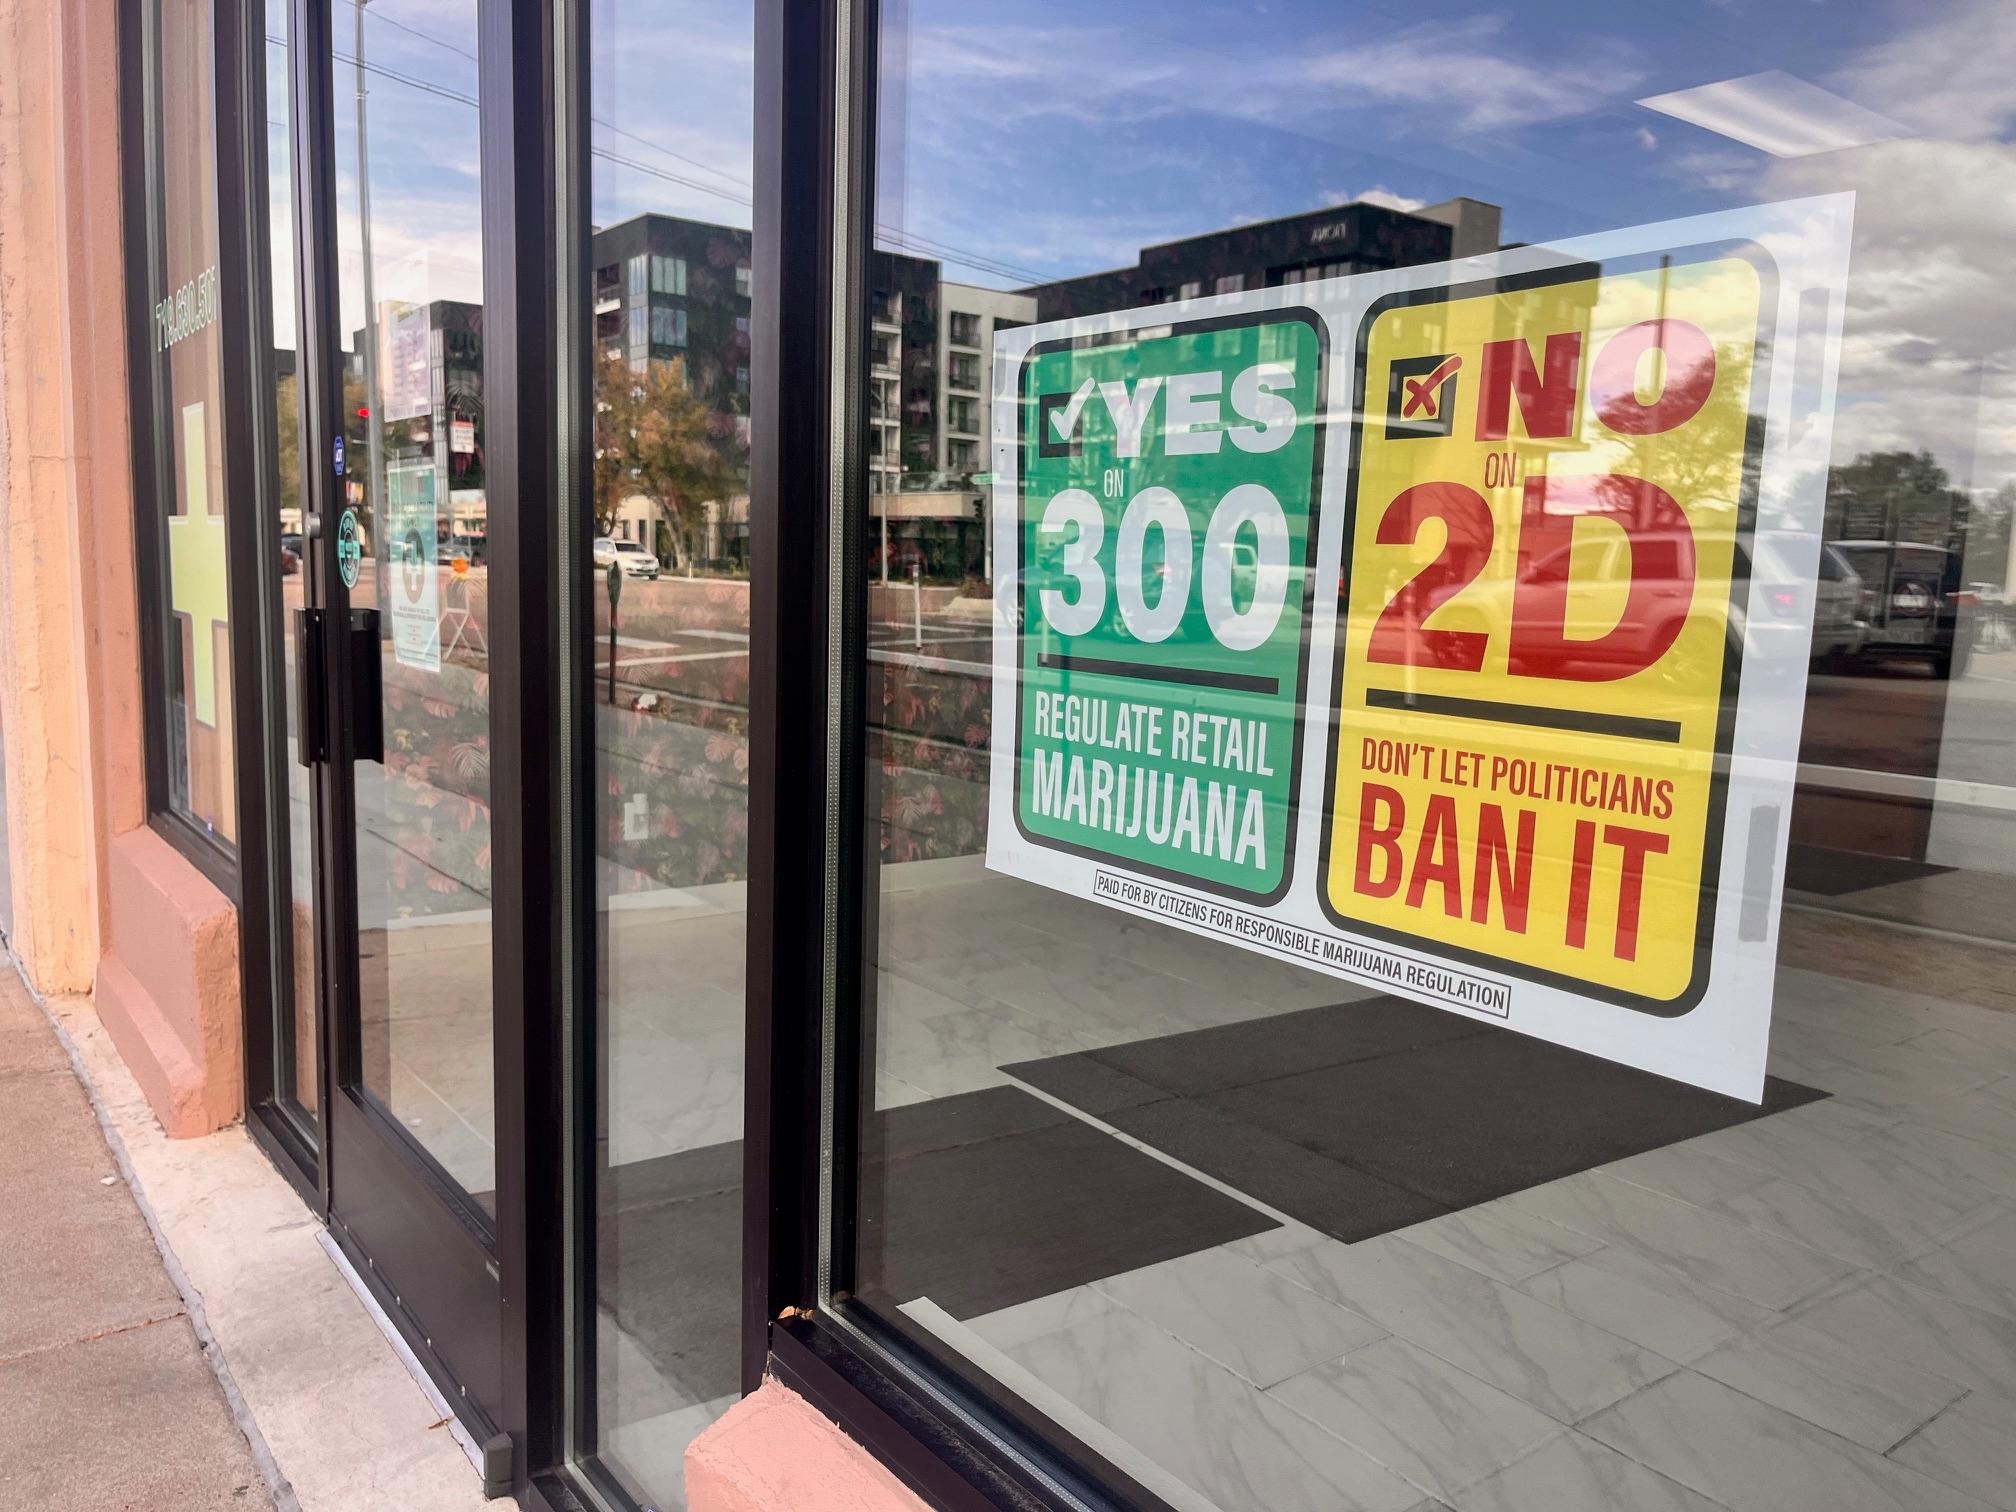 YES
ON
300
REGULATE RETAIL
MARIJUANA
NO
ON
2D
DON'T LET POLITICIANS
BAN IT
PAID FOR BY CITIZENS FOR RESPONSIBLE MARIJUANA REGULATION